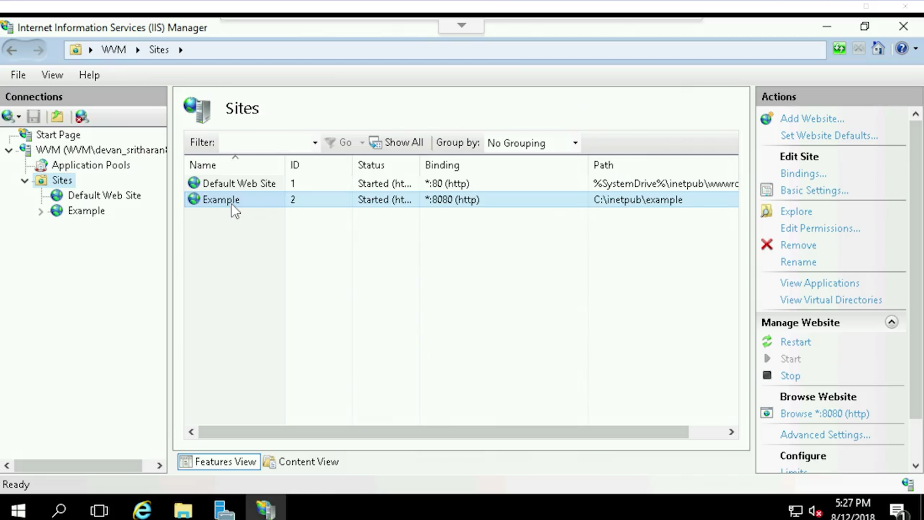 Internet Information Services (IIS) Manager
WVM Sites
File View Help
Connections
Start Page
WVM (WVM\devan_sritharan
Application Pools
Sites
Default Web Site
Example
Sites
Filter: Go Show All Group by: No Grouping
Name ID Status Binding Path
Default Web Site 1 Started (ht... *:80 (http) %SystemDrive%\inetpub\wwwrc
Example 2 Started (ht... *:8080 (http) C:\inetpub\example
Features View Content View
Actions
Add Website...
Set Website Defaults...
Edit Site
Bindings...
Basic Settings...
Explore
Edit Permissions...
Remove
Rename
View Applications
View Virtual Directories
Manage Website
Restart
Start
Stop
Browse Website
Browse *:8080 (http)
Advanced Settings...
Configure
Limits
Ready
5:27 PM
8/12/2018